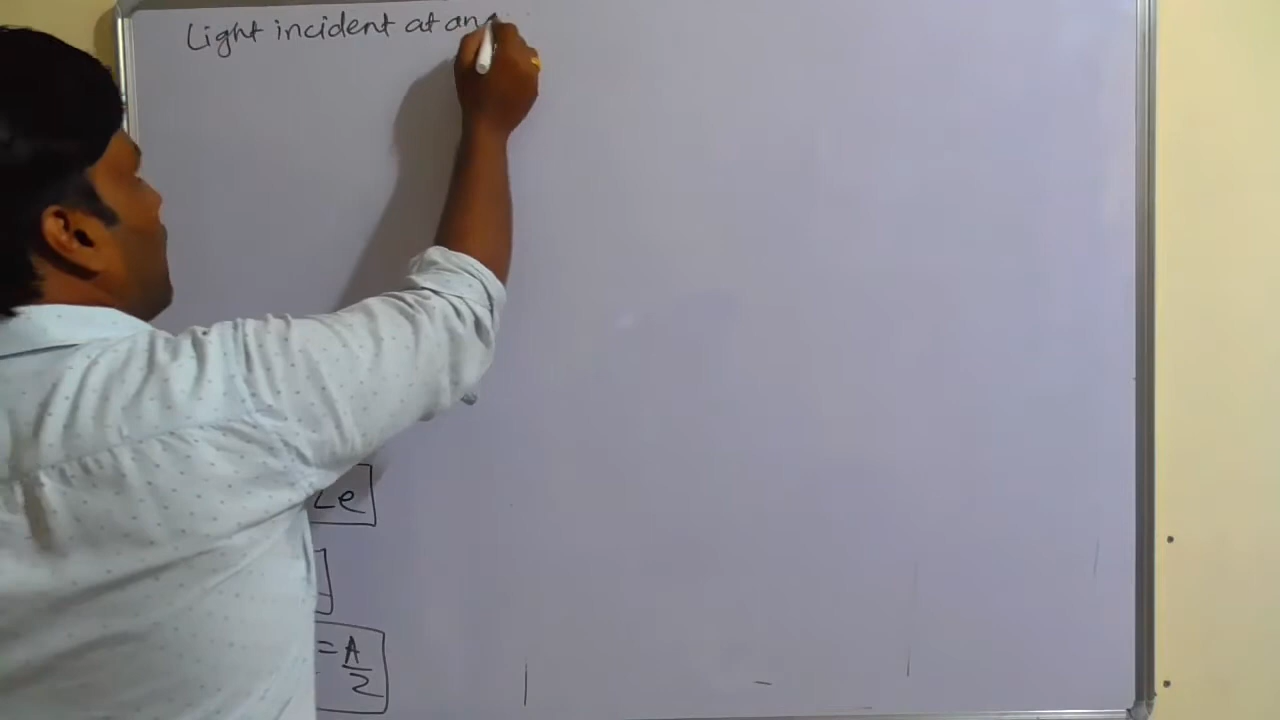 Light incident at an
Le
= A/2